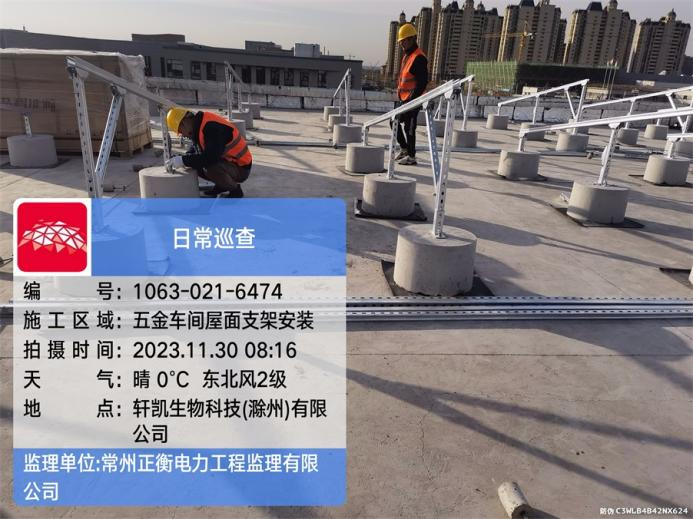 日常巡查
编号：1063-021-6474
施工区域：五金车间屋面支架安装
拍摄时间：2023.11.30 08:16
天气：晴 0°C 东北风2级
地点：轩凯生物科技(滁州)有限
公司
监理单位:常州正衡电力工程监理有限
公司
防伪 C3WLB4B42NX624